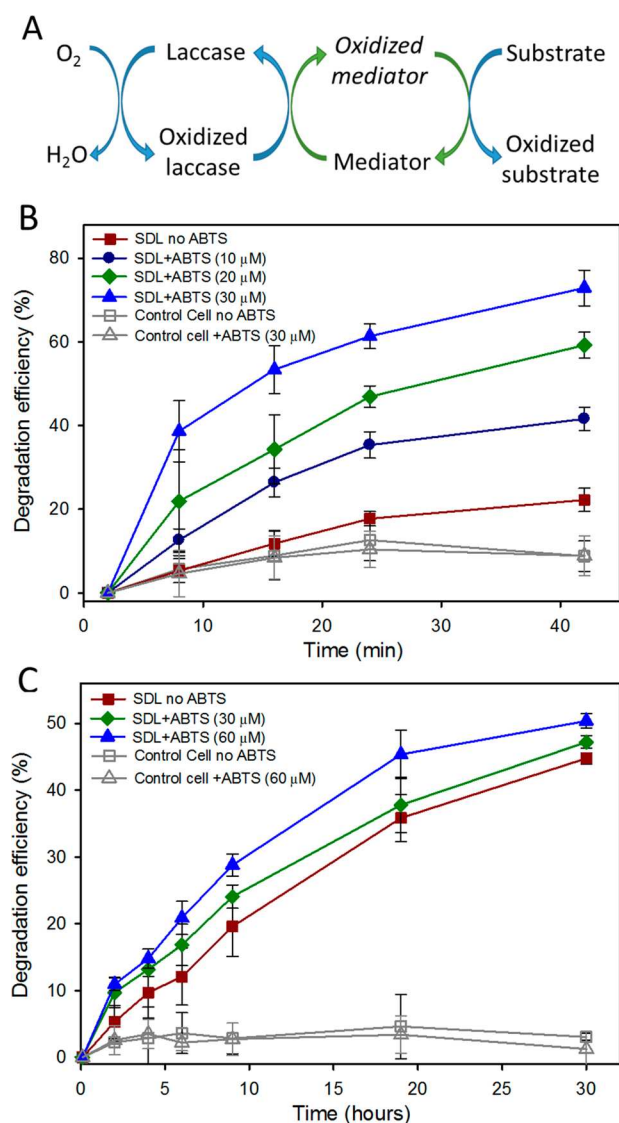 A
O₂ Laccase Oxidized Substrate
mediator
H₂O Oxidized Mediator Oxidized
laccase substrate
B
SDL no ABTS
SDL+ABTS (10 µM)
SDL+ABTS (20 µM)
SDL+ABTS (30 µM)
Control Cell no ABTS
Control cell +ABTS (30 µM)
Degradation efficiency (%)
80
60
40
20
0
0 10 20 30 40
Time (min)
C
SDL no ABTS
SDL+ABTS (30 µM)
SDL+ABTS (60 µM)
Control Cell no ABTS
Control cell +ABTS (60 µM)
Degradation efficiency (%)
50
40
30
20
10
0
0 5 10 15 20 25 30
Time (hours)